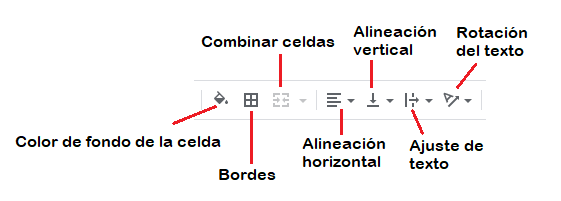 Alineación
vertical
Rotación
del texto
Combinar celdas
Color de fondo de la celda
Bordes
Alineación
horizontal
Ajuste de
texto